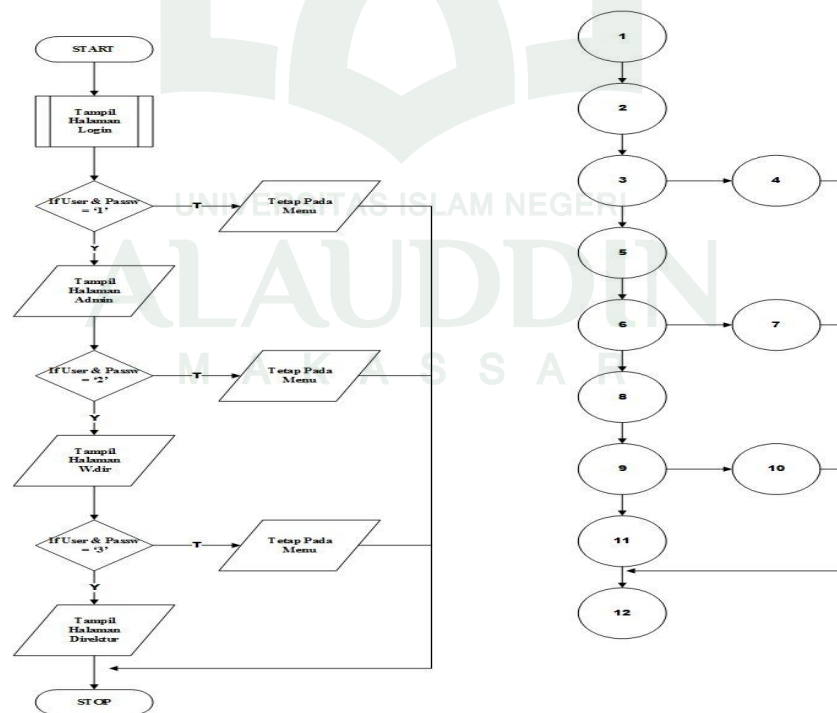 START
Tampil
Halaman
Login
If User & Passw
= '1'
T
Tetap Pada
Menu
Y
Tampil
Halaman
Admin
If User & Passw
= '2'
T
Tetap Pada
Menu
Y
Tampil
Halaman
W.dir
If User & Passw
= '3'
T
Tetap Pada
Menu
Y
Tampil
Halaman
Direktur
STOP
1
2
3
4
5
6
7
8
9
10
11
12
UNIVERSITAS ISLAM NEGERI
ALAUDDIN
MAKASSAR